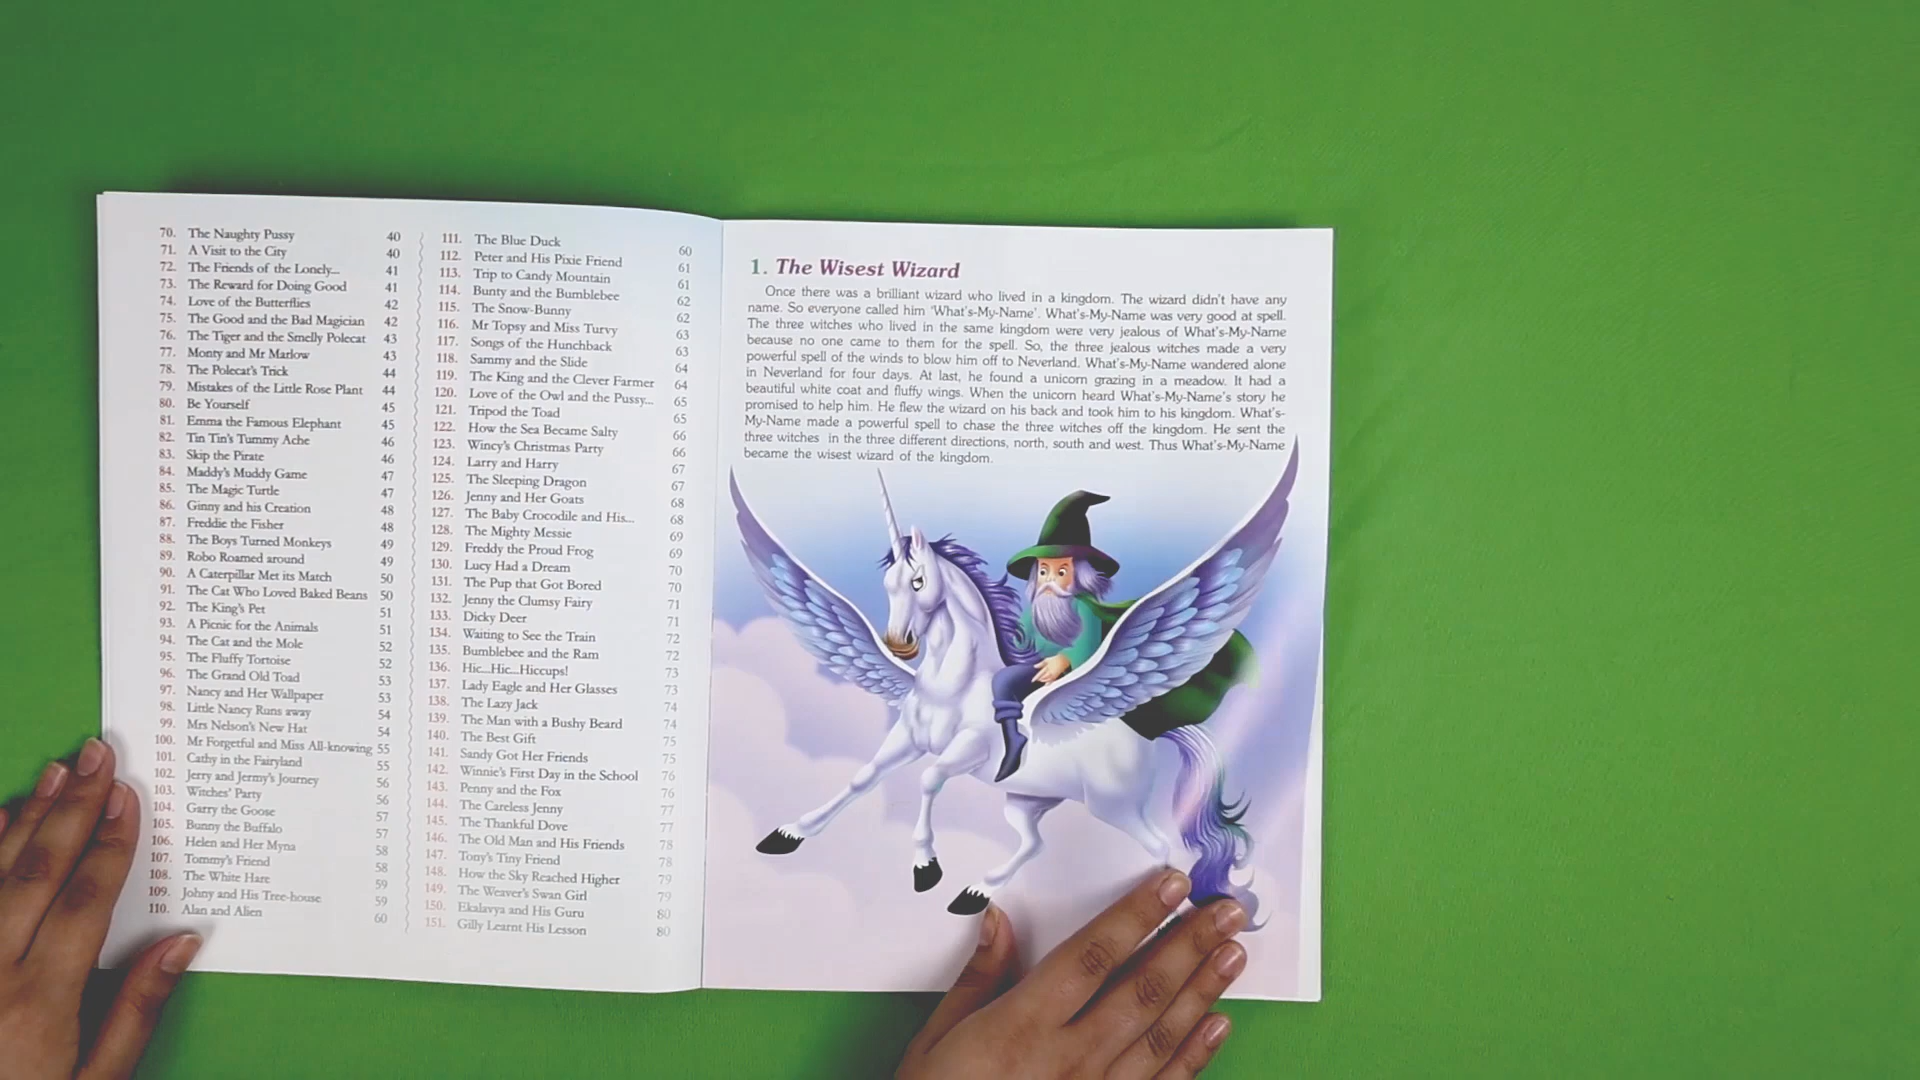 70. The Naughty Pussy 40
71. A Visit to the City 40
72. The Friends of the Lonely... 41
73. The Reward for Doing Good 41
74. Love of the Butterflies 42
75. The Good and the Bad Magician 42
76. The Tiger and the Smelly Polecat 43
77. Monty and Mr Marlow 43
78. The Polecat's Trick 44
79. Mistakes of the Little Rose Plant 44
80. Be Yourself 45
81. Emma the Famous Elephant 45
82. Tin Tin's Tummy Ache 46
83. Skip the Pirate 46
84. Maddy's Muddy Game 47
85. The Magic Turtle 47
86. Ginny and his Creation 48
87. Freddie the Fisher 48
88. The Boys Turned Monkeys 49
89. Robo Roamed around 49
90. A Caterpillar Met its Match 50
91. The Cat Who Loved Baked Beans 50
92. The King's Pet 51
93. A Picnic for the Animals 51
94. The Cat and the Mole 52
95. The Fluffy Tortoise 52
96. The Grand Old Toad 53
97. Nancy and Her Wallpaper 53
98. Little Nancy Runs away 54
99. Mrs Nelson's New Hat 54
100. Mr Forgetful and Miss All-knowing 55
101. Cathy in the Fairyland 55
102. Jerry and Jermy's Journey 56
103. Witches' Party 56
104. Garry the Goose 57
105. Bunny the Buffalo 57
106. Helen and Her Myna 58
107. Tommy's Friend 58
108. The White Hare 59
109. Johny and His Tree-house 59
110. Alan and Alien 60
111. The Blue Duck 60
112. Peter and His Pixie Friend 61
113. Trip to Candy Mountain 61
114. Bunty and the Bumblebee 62
115. The Snow-Bunny 62
116. Mr Topsy and Miss Turvy 63
117. Songs of the Hunchback 63
118. Sammy and the Slide 64
119. The King and the Clever Farmer 64
120. Love of the Owl and the Pussy... 65
121. Tripod the Toad 65
122. How the Sea Became Salty 66
123. Wincy's Christmas Party 66
124. Larry and Harry 67
125. The Sleeping Dragon 67
126. Jenny and Her Goats 68
127. The Baby Crocodile and His... 68
128. The Mighty Messie 69
129. Freddy the Proud Frog 69
130. Lucy Had a Dream 70
131. The Pup that Got Bored 70
132. Jenny the Clumsy Fairy 71
133. Dicky Deer 71
134. Waiting to See the Train 72
135. Bumblebee and the Ram 72
136. Hic...Hic...Hiccups! 73
137. Lady Eagle and Her Glasses 73
138. The Lazy Jack 74
139. The Man with a Bushy Beard 74
140. The Best Gift 75
141. Sandy Got Her Friends 75
142. Winnie's First Day in the School 76
143. Penny and the Fox 76
144. The Careless Jenny 77
145. The Thankful Dove 77
146. The Old Man and His Friends 78
147. Tony's Tiny Friend 78
148. How the Sky Reached Higher 79
149. The Weaver's Swan Girl 79
150. Ekalavya and His Guru 80
151. Gilly Learnt His Lesson 80
1. The Wisest Wizard
Once there was a brilliant wizard who lived in a kingdom. The wizard didn't have any
name. So everyone called him 'What's-My-Name'. What's-My-Name was very good at spell.
The three witches who lived in the same kingdom were very jealous of What's-My-Name
because no one came to them for the spell. So, the three jealous witches made a very
powerful spell of the winds to blow him off to Neverland. What's-My-Name wandered alone
in Neverland for four days. At last, he found a unicorn grazing in a meadow. It had a
beautiful white coat and fluffy wings. When the unicorn heard What's-My-Name's story he
promised to help him. He flew the wizard on his back and took him to his kingdom. What's-
My-Name made a powerful spell to chase the three witches off the kingdom. He sent the
three witches in the three different directions, north, south and west. Thus What's-My-Name
became the wisest wizard of the kingdom.